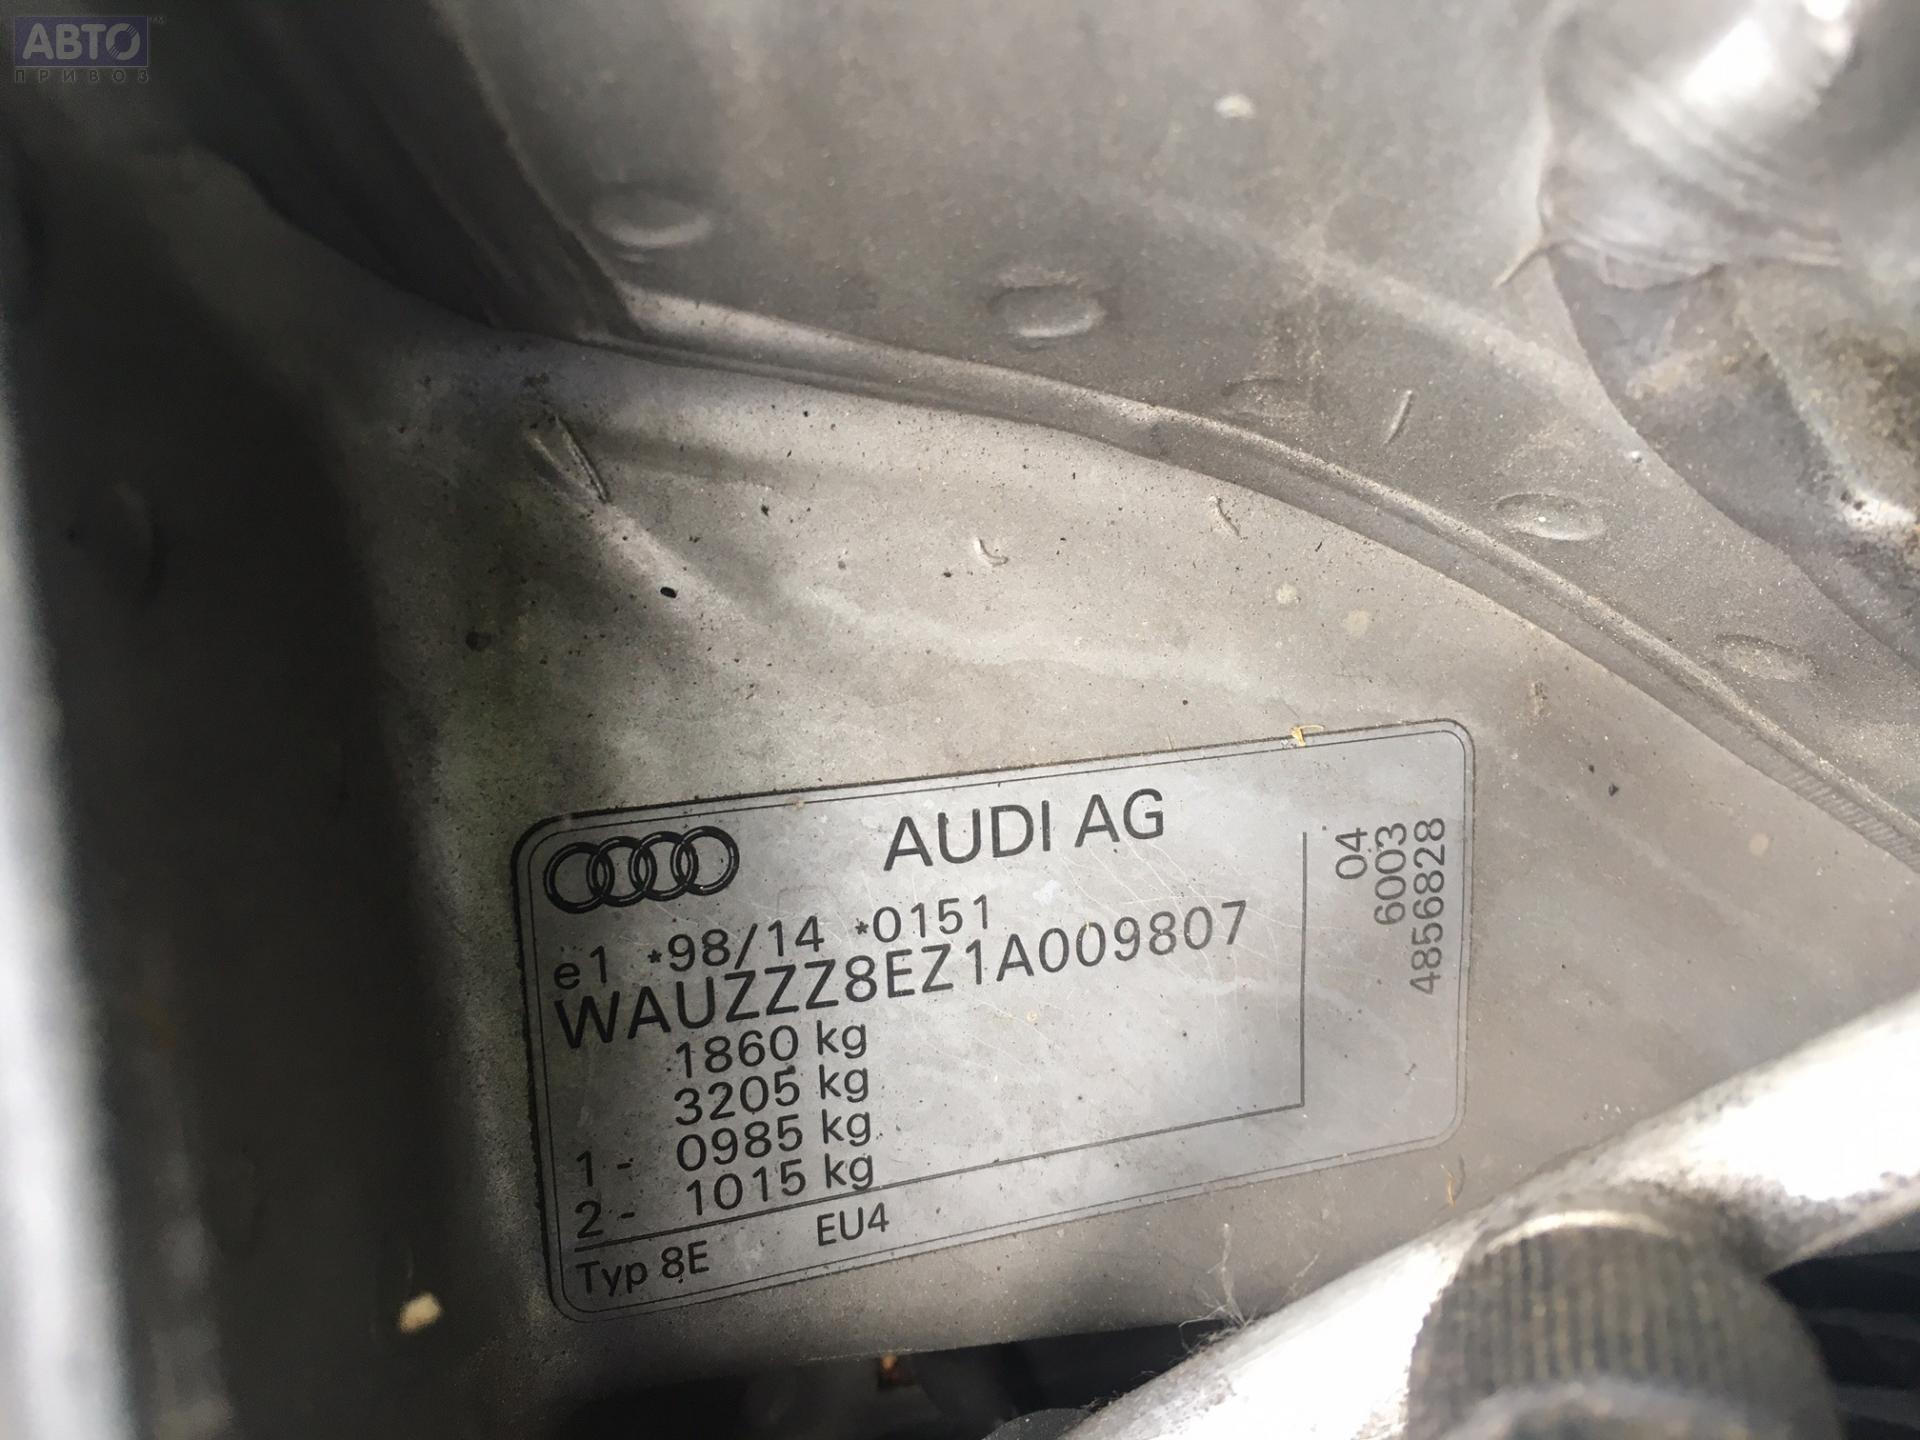 АВТО™
ПРИВОЗ
AUDI AG
e1 *98/14 *0151
WAUZZZ8EZ1A009807
1860 kg
3205 kg
1- 0985 kg
2- 1015 kg
Typ 8E EU4
04
6003
4856828